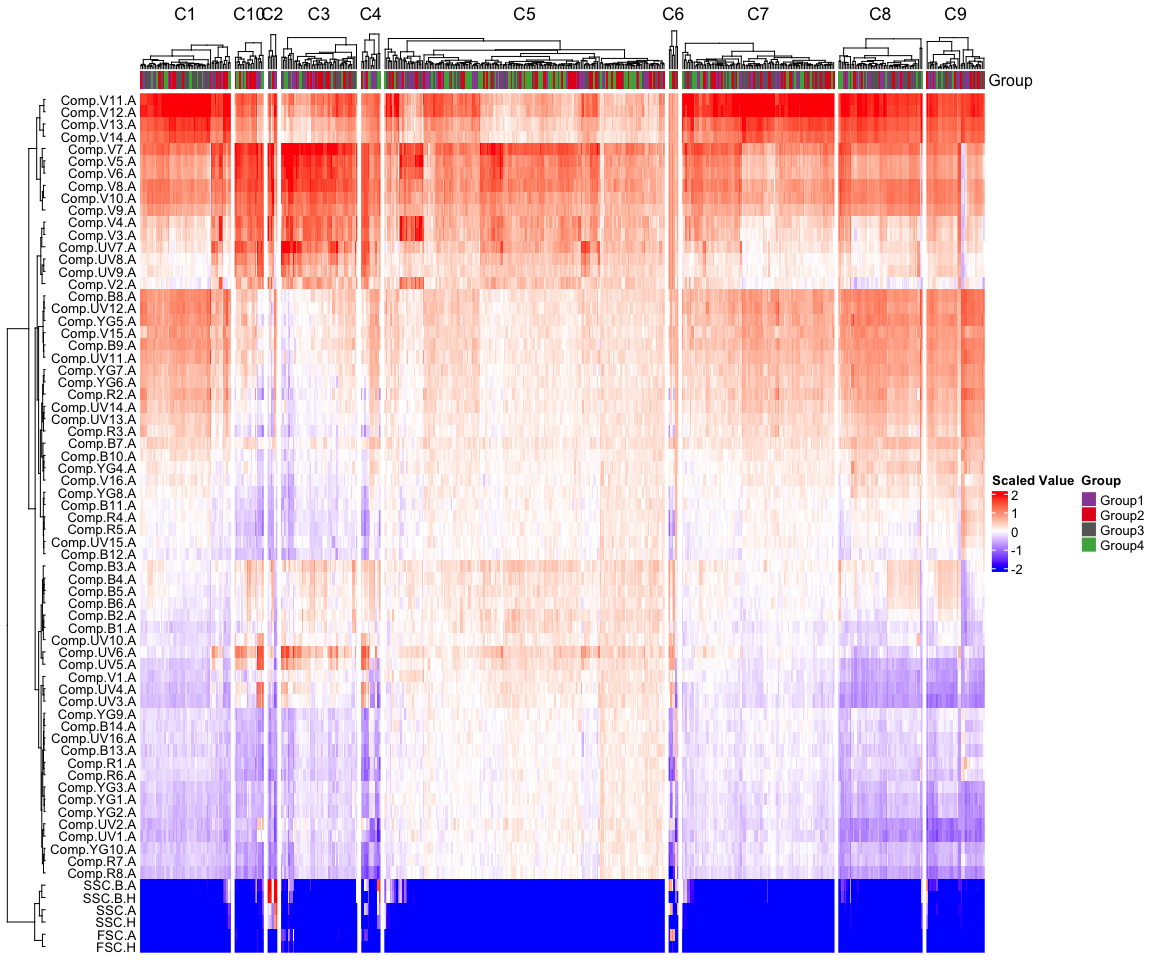 C1 C10 C2 C3 C4 C5 C6 C7 C8 C9
Group
Comp.V11.A
Comp.V12.A
Comp.V13.A
Comp.V14.A
Comp.V7.A
Comp.V5.A
Comp.V6.A
Comp.V8.A
Comp.V10.A
Comp.V9.A
Comp.V4.A
Comp.V3.A
Comp.UV7.A
Comp.UV8.A
Comp.UV9.A
Comp.V2.A
Comp.B8.A
Comp.UV12.A
Comp.YG5.A
Comp.V15.A
Comp.B9.A
Comp.UV11.A
Comp.YG7.A
Comp.YG6.A
Comp.R2.A
Comp.UV14.A
Comp.UV13.A
Comp.R3.A
Comp.B7.A
Comp.B10.A
Comp.YG4.A
Comp.V16.A
Comp.YG8.A
Comp.B11.A
Comp.R4.A
Comp.R5.A
Comp.UV15.A
Comp.B12.A
Comp.B3.A
Comp.B4.A
Comp.B5.A
Comp.B6.A
Comp.B2.A
Comp.B1.A
Comp.UV10.A
Comp.UV6.A
Comp.UV5.A
Comp.V1.A
Comp.UV4.A
Comp.UV3.A
Comp.YG9.A
Comp.B14.A
Comp.UV16.A
Comp.B13.A
Comp.R1.A
Comp.R6.A
Comp.YG3.A
Comp.YG1.A
Comp.YG2.A
Comp.UV2.A
Comp.UV1.A
Comp.YG10.A
Comp.R7.A
Comp.R8.A
SSC.B.A
SSC.B.H
SSC.A
SSC.H
FSC.A
FSC.H
Scaled Value
2
1
0
-1
-2
Group
Group1
Group2
Group3
Group4